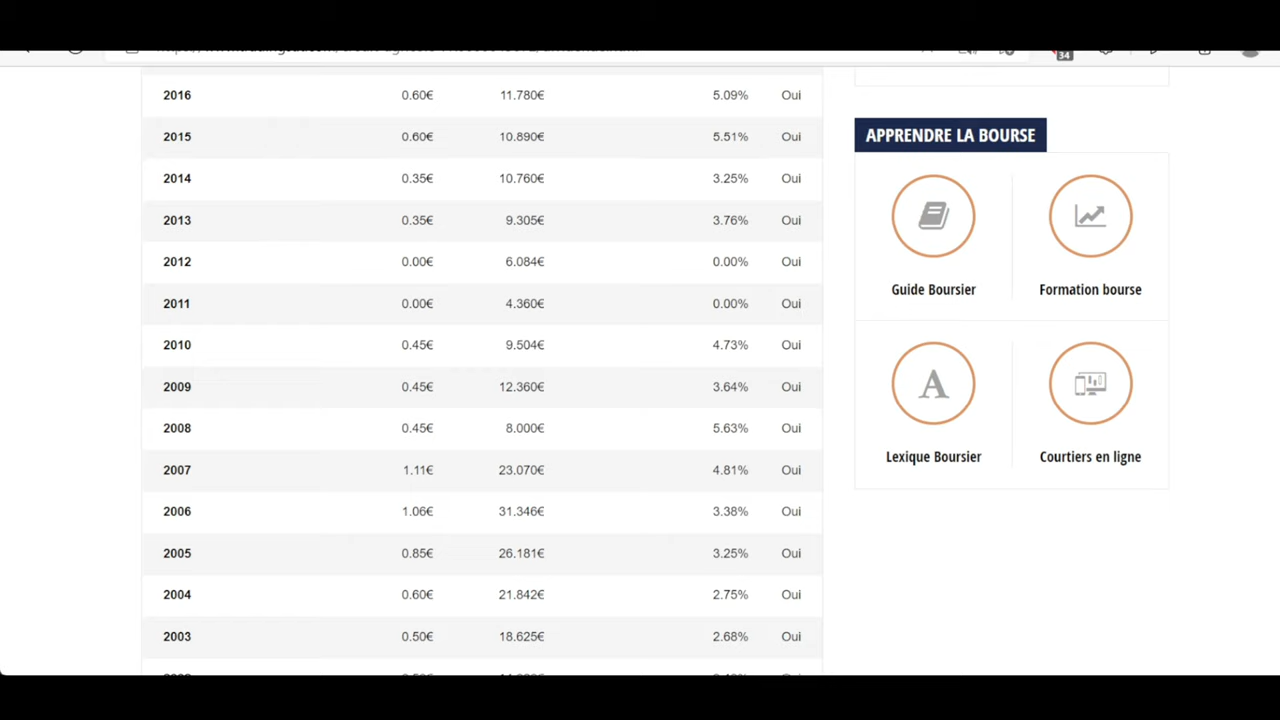 34
2016 0.60€ 11.780€ 5.09% Oui
2015 0.60€ 10.890€ 5.51% Oui
2014 0.35€ 10.760€ 3.25% Oui
2013 0.35€ 9.305€ 3.76% Oui
2012 0.00€ 6.084€ 0.00% Oui
2011 0.00€ 4.360€ 0.00% Oui
2010 0.45€ 9.504€ 4.73% Oui
2009 0.45€ 12.360€ 3.64% Oui
2008 0.45€ 8.000€ 5.63% Oui
2007 1.11€ 23.070€ 4.81% Oui
2006 1.06€ 31.346€ 3.38% Oui
2005 0.85€ 26.181€ 3.25% Oui
2004 0.60€ 21.842€ 2.75% Oui
2003 0.50€ 18.625€ 2.68% Oui
APPRENDRE LA BOURSE
Guide Boursier
Formation bourse
A
Lexique Boursier
Courtiers en ligne